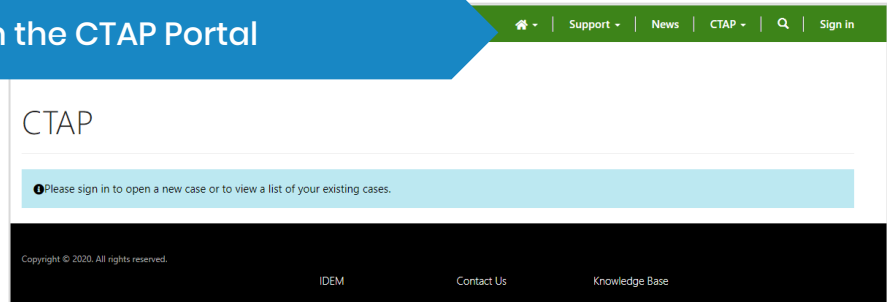 n the CTAP Portal
Support
News
CTAP
Sign in
CTAP
Please sign in to open a new case or to view a list of your existing cases.
Copyright © 2020. All rights reserved.
IDEM
Contact Us
Knowledge Base